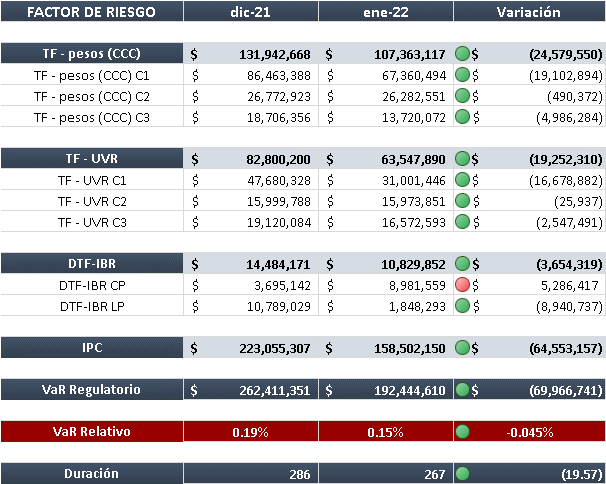 FACTOR DE RIESGO dic-21 ene-22 Variación
TF - pesos (CCC) $ 131,942,668 $ 107,363,117 $ (24,579,550)
TF - pesos (CCC) C1 $ 86,463,388 $ 67,360,494 $ (19,102,894)
TF - pesos (CCC) C2 $ 26,772,923 $ 26,282,551 $ (490,372)
TF - pesos (CCC) C3 $ 18,706,356 $ 13,720,072 $ (4,986,284)
TF - UVR $ 82,800,200 $ 63,547,890 $ (19,252,310)
TF - UVR C1 $ 47,680,328 $ 31,001,446 $ (16,678,882)
TF - UVR C2 $ 15,999,788 $ 15,973,851 $ (25,937)
TF - UVR C3 $ 19,120,084 $ 16,572,593 $ (2,547,491)
DTF-IBR $ 14,484,171 $ 10,829,852 $ (3,654,319)
DTF-IBR CP $ 3,695,142 $ 8,981,559 $ 5,286,417
DTF-IBR LP $ 10,789,029 $ 1,848,293 $ (8,940,737)
IPC $ 223,055,307 $ 158,502,150 $ (64,553,157)
VaR Regulatorio $ 262,411,351 $ 192,444,610 $ (69,966,741)
VaR Relativo 0.19% 0.15% -0.045%
Duración 286 267 (19.57)